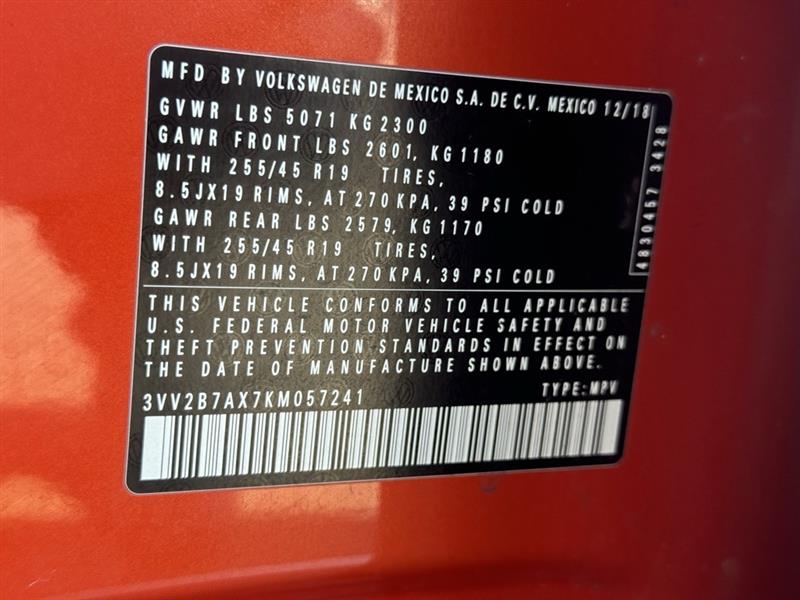 MFD BY VOLKSWAGEN DE MEXICO S.A. DE C.V. MEXICO 12/18
GVWR LBS 5071 KG 2300
GAWR FRONT LBS 2601, KG 1180
WITH 255/45 R19 TIRES,
8.5JX19 RIMS, AT 270 KPA, 39 PSI COLD
GAWR REAR LBS 2579, KG 1170
WITH 255/45 R19 TIRES,
8.5JX19 RIMS, AT 270 KPA, 39 PSI COLD
4830457 3428
THIS VEHICLE CONFORMS TO ALL APPLICABLE
U.S. FEDERAL MOTOR VEHICLE SAFETY AND
THEFT PREVENTION STANDARDS IN EFFECT ON
THE DATE OF MANUFACTURE SHOWN ABOVE.
3VV2B7AX7KM057241 TYPE: MPV